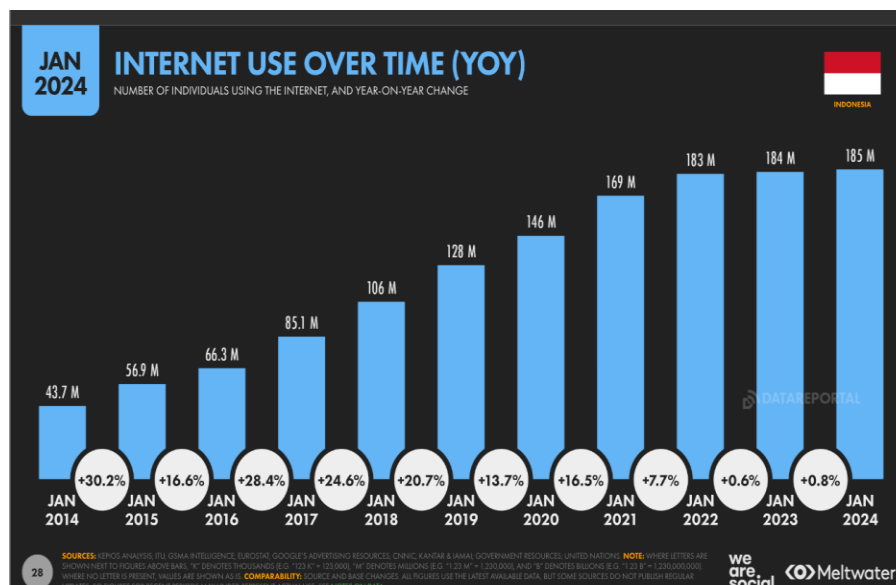 JAN
2024
INTERNET USE OVER TIME (YOY)
NUMBER OF INDIVIDUALS USING THE INTERNET, AND YEAR-ON-YEAR CHANGE
INDONESIA
43.7 M
56.9 M
66.3 M
85.1 M
106 M
128 M
146 M
169 M
183 M
184 M
185 M
DATAREPORTAL
+30.2%
+16.6%
+28.4%
+24.6%
+20.7%
+13.7%
+16.5%
+7.7%
+0.6%
+0.8%
JAN
2014
JAN
2015
JAN
2016
JAN
2017
JAN
2018
JAN
2019
JAN
2020
JAN
2021
JAN
2022
JAN
2023
JAN
2024
28
SOURCES: KEPIOS ANALYSIS; ITU; GSMA INTELLIGENCE; EUROSTAT; GOOGLE'S ADVERTISING RESOURCES; CNNIC; KANTAR & IAMAI; GOVERNMENT RESOURCES; UNITED NATIONS. NOTE: WHERE LETTERS ARE
SHOWN NEXT TO FIGURES ABOVE BARS, "K" DENOTES THOUSANDS (E.G. "123 K" = 123,000), "M" DENOTES MILLIONS (E.G. "1.23 M" = 1,230,000), AND "B" DENOTES BILLIONS (E.G. "1.23 B" = 1,230,000,000).
WHERE NO LETTER IS PRESENT, VALUES ARE SHOWN AS IS. COMPARABILITY: SOURCE AND BASE CHANGES. ALL FIGURES USE THE LATEST AVAILABLE DATA, BUT SOME SOURCES DO NOT PUBLISH REGULAR
we
are.
social
Meltwater